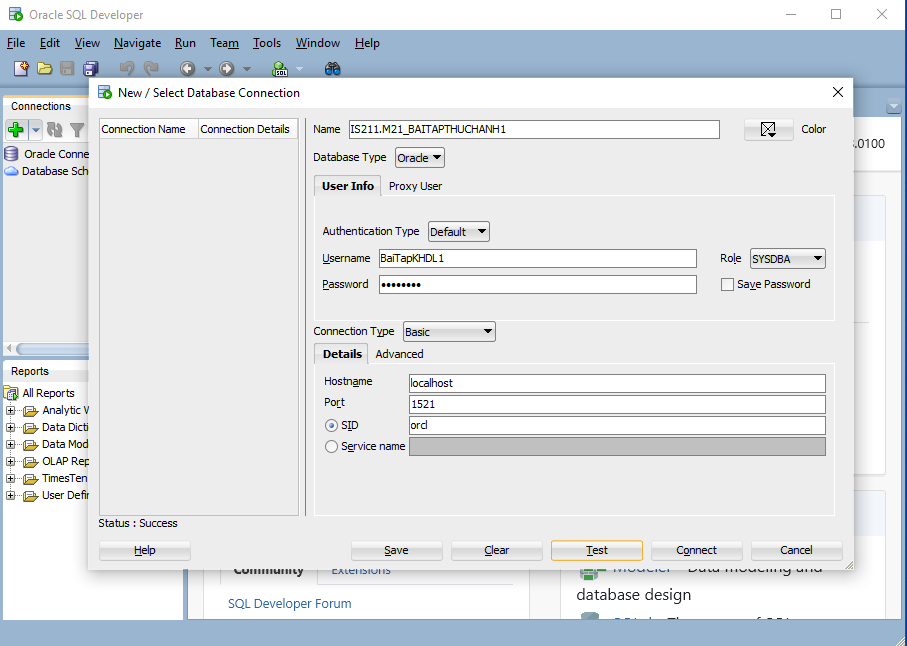 Oracle SQL Developer
File Edit View Navigate Run Team Tools Window Help
SQL
New / Select Database Connection
Connections
Oracle Conne
Database Sch
Reports
All Reports
Analytic
Data Dicti
Data Mod
OLAP Rep
TimesTen
User Defi
Connection Name Connection Details
Name IS211.M21_BAITAPTHUCHANH1 Color
Database Type Oracle
User Info Proxy User
Authentication Type Default
Username BaiTapKHDL1 Role SYSDBA
Password •••••••• Save Password
Connection Type Basic
Details Advanced
Hostname localhost
Port 1521
SID orcl
Service name
Status : Success
Help Save Clear Test Connect Cancel
.0100
Community Extensions
SQL Developer Forum
Modeler - Data modeling and
database design